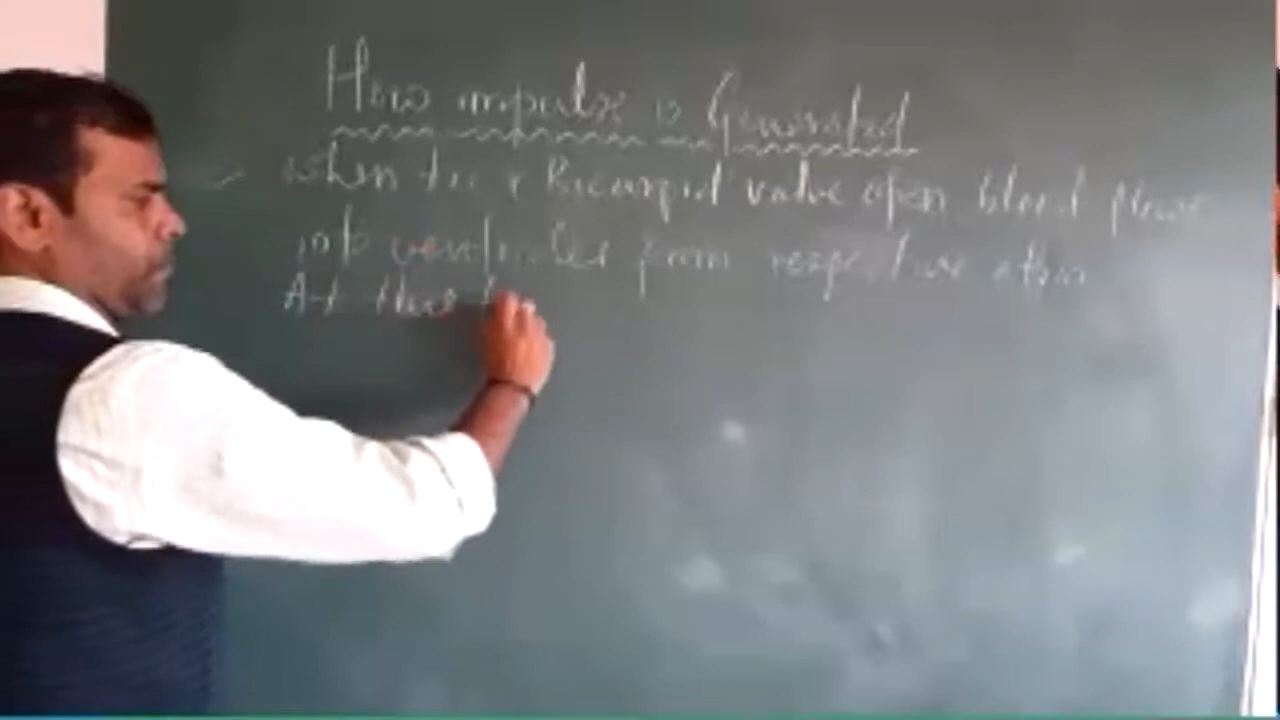 How impulse is Generated
When tri & Bicuspid valve open blood flows
into ventricles from respective atria
At this